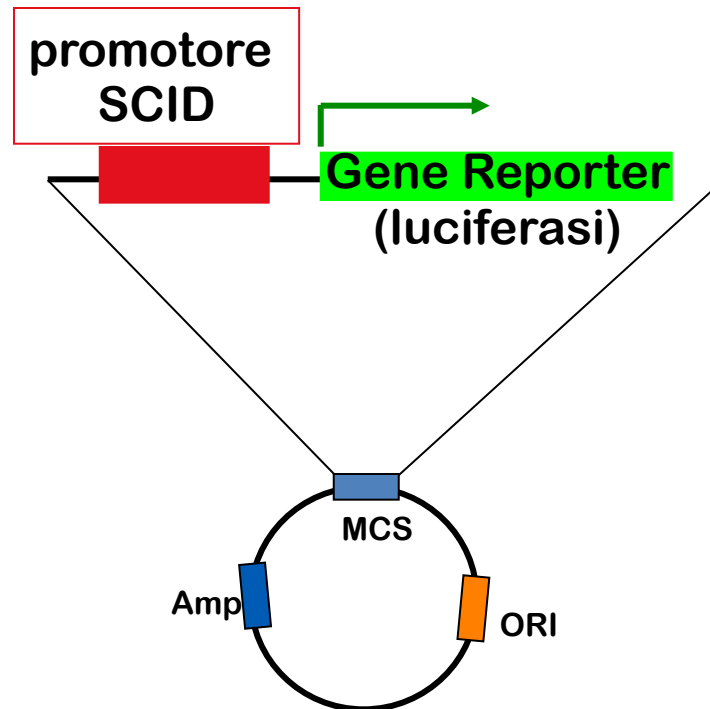 promotore
SCID
Gene Reporter
(luciferasi)
MCS
Amp
ORI